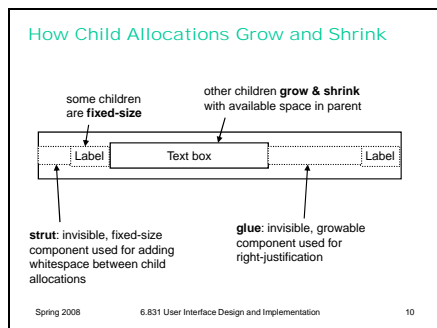 How Child Allocations Grow and Shrink
some children
are fixed-size
other children grow & shrink
with available space in parent
Label
Text box
Label
strut: invisible, fixed-size
component used for adding
whitespace between child
allocations
glue: invisible, growable
component used for
right-justification
Spring 2008
6.831 User Interface Design and Implementation
10